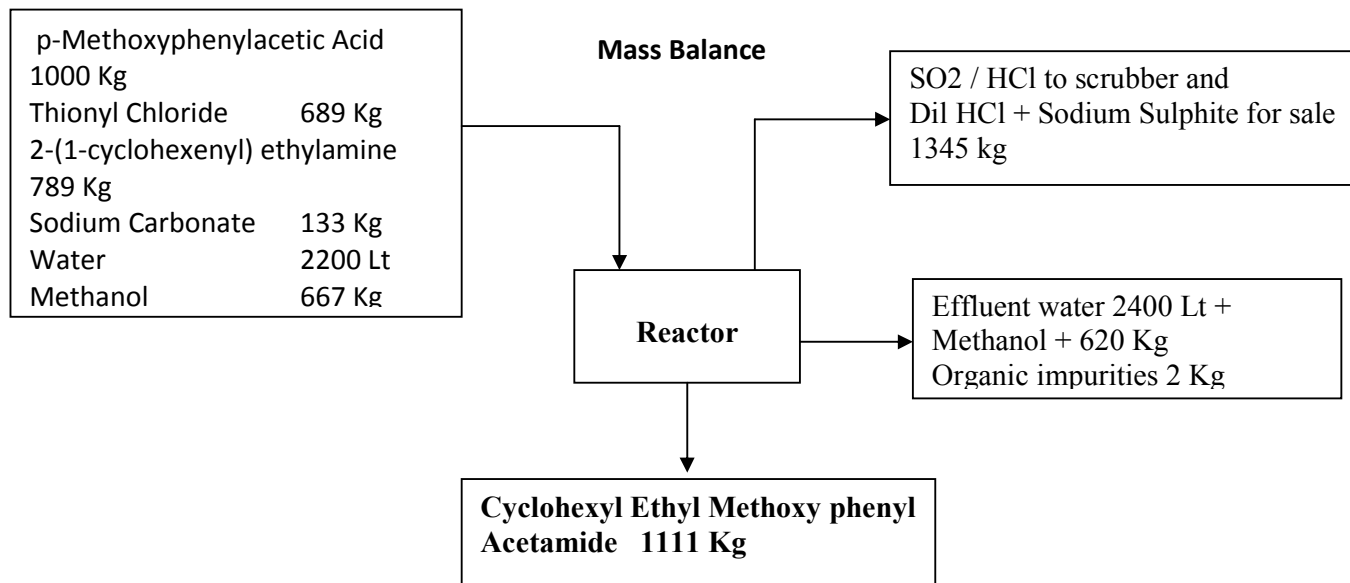 Mass Balance
p-Methoxyphenylacetic Acid
1000 Kg
Thionyl Chloride 689 Kg
2-(1-cyclohexenyl) ethylamine
789 Kg
Sodium Carbonate 133 Kg
Water 2200 Lt
Methanol 667 Kg
SO2 / HCl to scrubber and
Dil HCl + Sodium Sulphite for sale
1345 kg
Reactor
Effluent water 2400 Lt +
Methanol + 620 Kg
Organic impurities 2 Kg
Cyclohexyl Ethyl Methoxy phenyl
Acetamide 1111 Kg